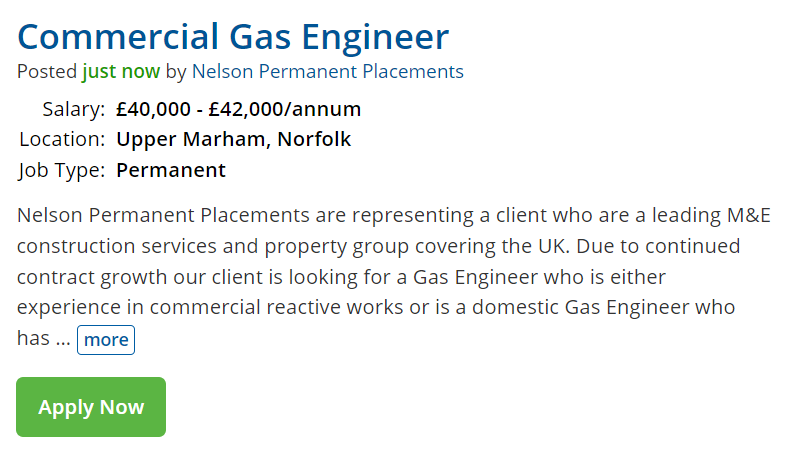 Commercial Gas Engineer
Posted just now by Nelson Permanent Placements
Salary: £40,000 - £42,000/annum
Location: Upper Marham, Norfolk
Job Type: Permanent
Nelson Permanent Placements are representing a client who are a leading M&E
construction services and property group covering the UK. Due to continued
contract growth our client is looking for a Gas Engineer who is either
experience in commercial reactive works or is a domestic Gas Engineer who
has ... more
Apply Now